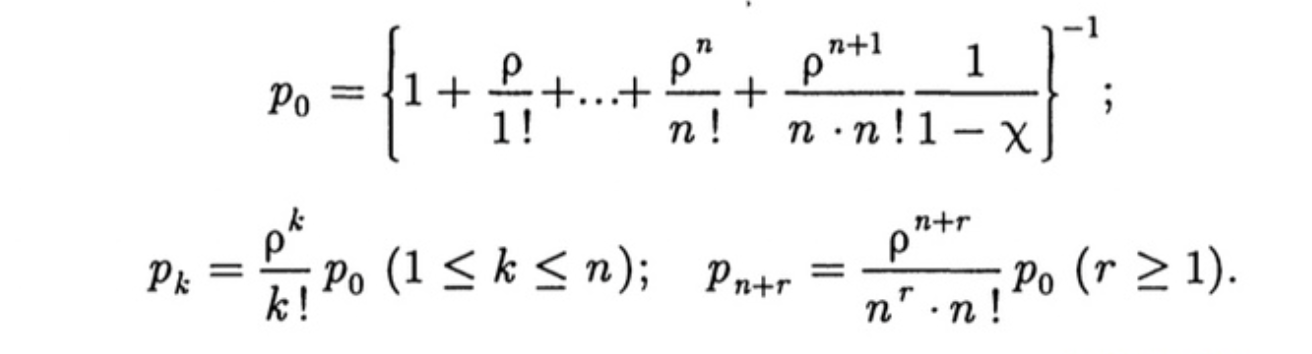 p₀ = {1 + ρ/1! +...+ ρⁿ/n! + ρⁿ⁺¹/(n · n!) 1/(1 − χ)}⁻¹;
pₖ = ρᵏ/k! p₀ (1 ≤ k ≤ n); pₙ₊ᵣ = ρⁿ⁺ʳ/(nʳ · n!) p₀ (r ≥ 1).